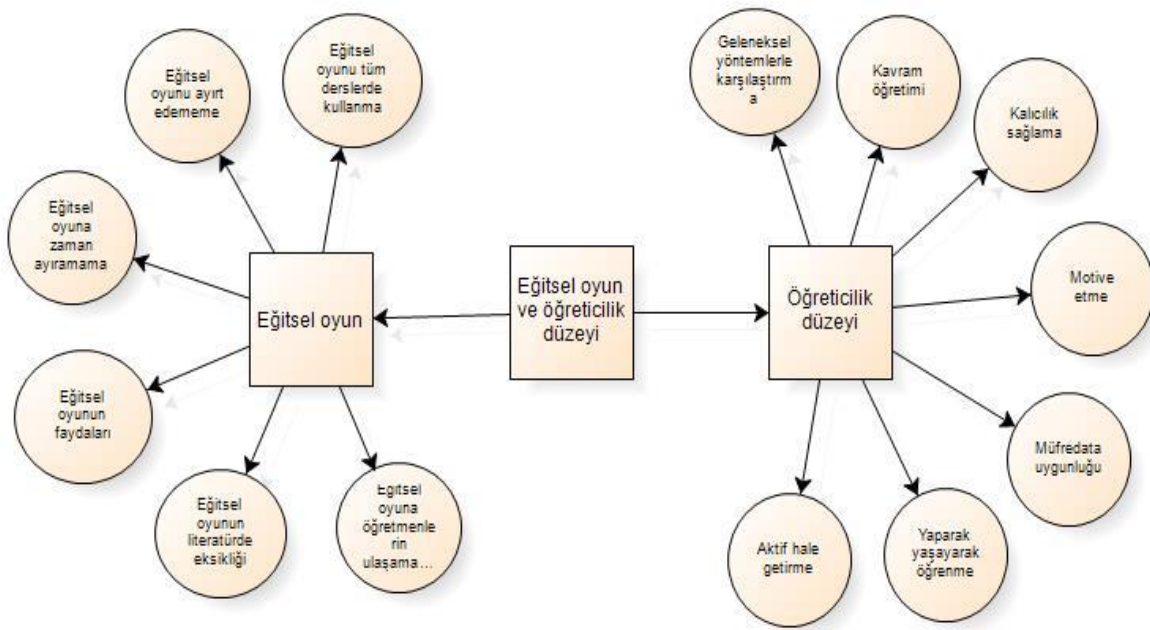 Eğitsel
oyunu ayırt
edememe
Eğitsel
oyunu tüm
derslerde
kullanma
Eğitsel
oyuna
zaman
ayıramama
Eğitsel
oyunun
faydaları
Eğitsel
oyunun
literatürde
eksikliği
Eğitsel
oyuna
öğretmenle
rin
ulaşama...
Eğitsel oyun
Eğitsel oyun
ve öğreticilik
düzeyi
Öğreticilik
düzeyi
Geleneksel
yöntemlerle
karşılaştırm
a
Kavram
öğretimi
Kalıcılık
sağlama
Motive
etme
Müfredata
uygunluğu
Yaparak
yaşayarak
öğrenme
Aktif hale
getirme